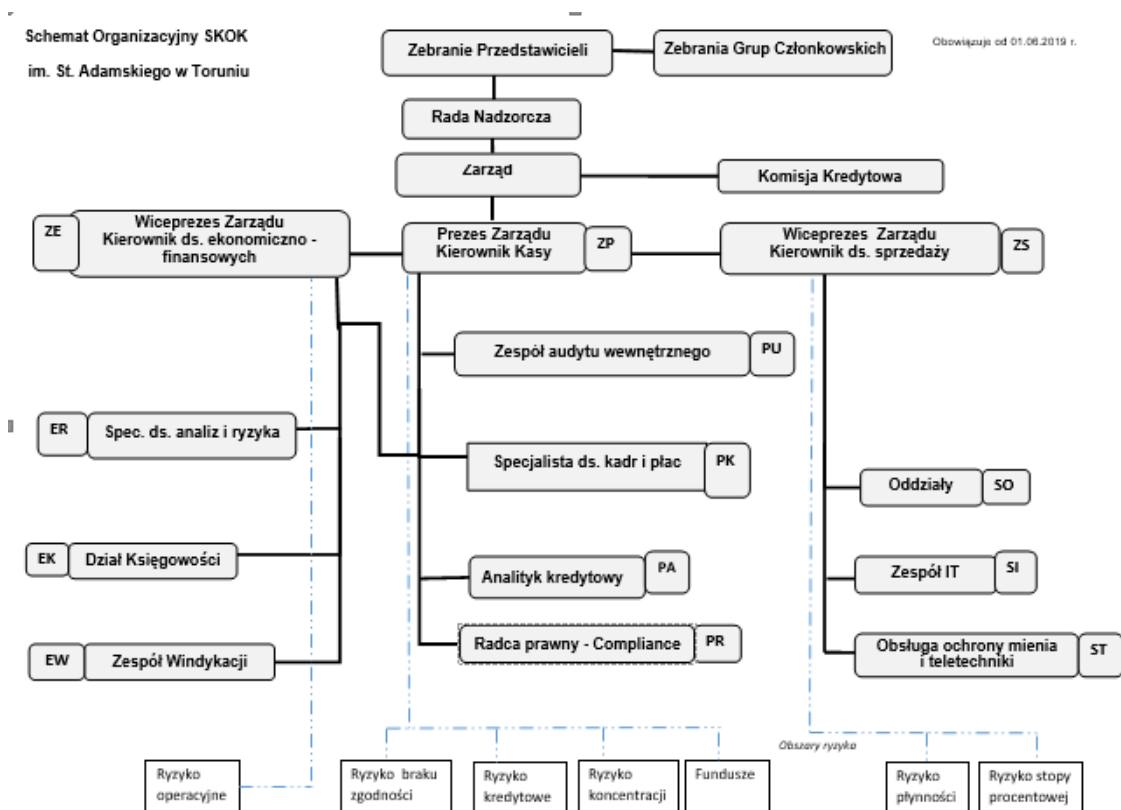 Schemat Organizacyjny SKOK
im. St. Adamskiego w Toruniu
Zebranie Przedstawicieli
Zebrania Grup Członkowskich
Obowiązuje od 01.06.2019 r.
Rada Nadzorcza
Zarząd
Komisja Kredytowa
ZE
Wiceprezes Zarządu
Kierownik ds. ekonomiczno -
finansowych
Prezes Zarządu
Kierownik Kasy
ZP
Wiceprezes Zarządu
Kierownik ds. sprzedaży
ZS
Zespół audytu wewnętrznego
PU
ER
Spec. ds. analiz i ryzyka
Specjalista ds. kadr i płac
PK
Oddziały
SO
EK
Dział Księgowości
Analityk kredytowy
PA
Zespół IT
SI
EW
Zespół Windykacji
Radca prawny - Compliance
PR
Obsługa ochrony mienia
i teletechniki
ST
Obszary ryzyka
Ryzyko
operacyjne
Ryzyko braku
zgodności
Ryzyko
kredytowe
Ryzyko
koncentracji
Fundusze
Ryzyko
płynności
Ryzyko stopy
procentowej